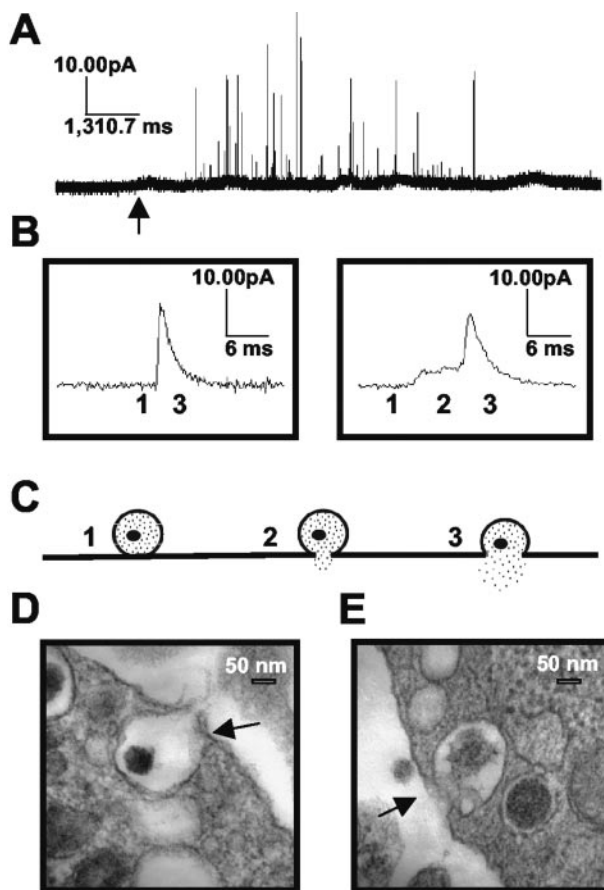 A
10.00pA
1,310.7 ms
B
10.00pA
6 ms
1 3
10.00pA
6 ms
1 2 3
C
1 2 3
D E
50 nm 50 nm